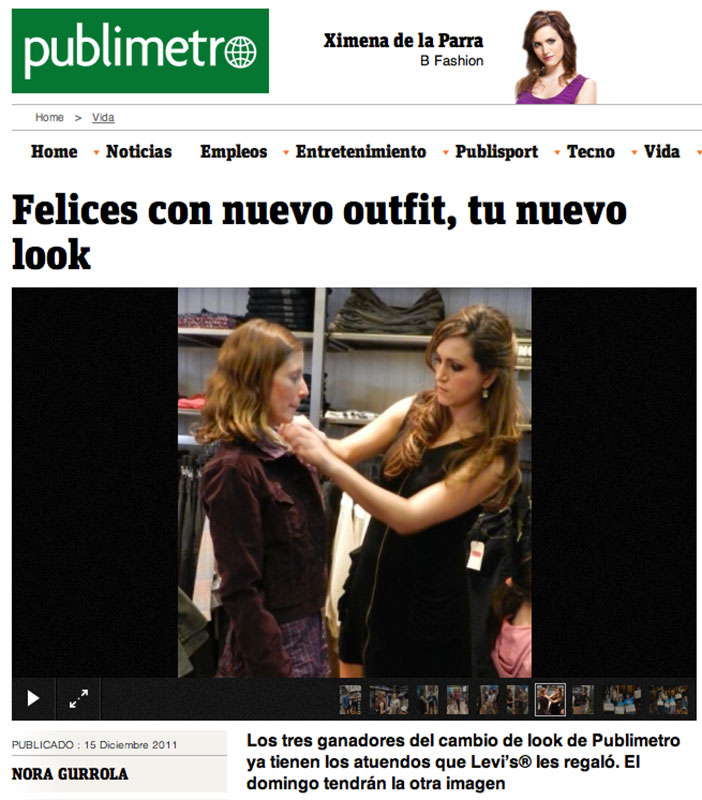 publimetro
Ximena de la Parra
B Fashion
Home > Vida
Home Noticias Empleos Entretenimiento Publisport Tecno Vida
Felices con nuevo outfit, tu nuevo
look
PUBLICADO : 15 Diciembre 2011
NORA GURROLA
Los tres ganadores del cambio de look de Publimetro
ya tienen los atuendos que Levi's® les regaló. El
domingo tendrán la otra imagen